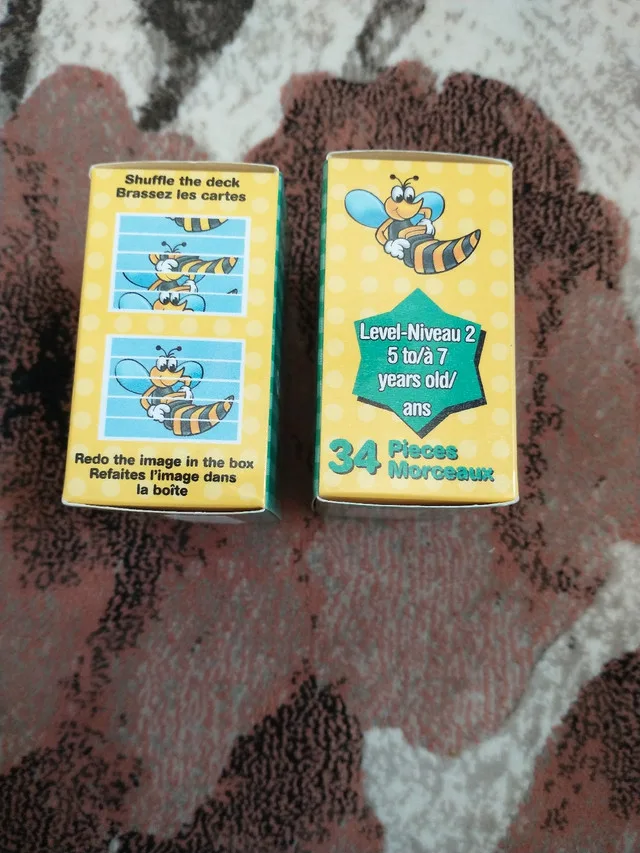 Shuffle the deck
Brassez les cartes
Redo the image in the box
Refaites l'image dans
la boîte
Level-Niveau 2
5 to/à 7
years old/
ans
34 Pieces
Morceaux